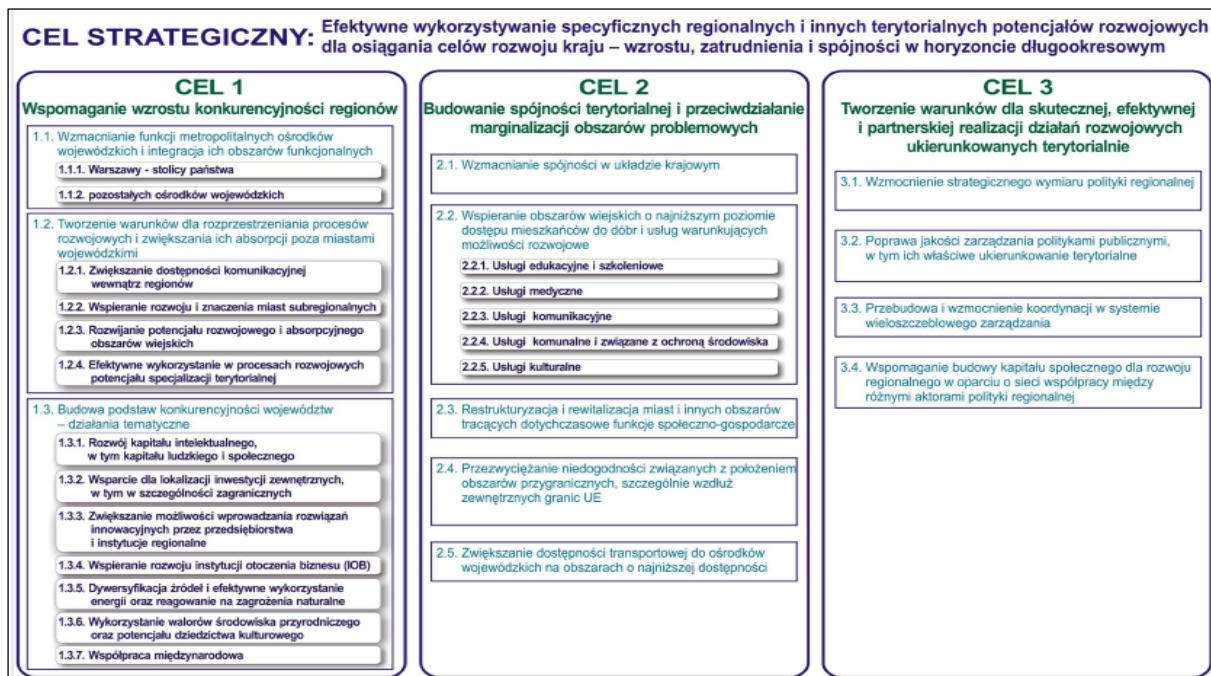 CEL STRATEGICZNY: Efektywne wykorzystywanie specyficznych regionalnych i innych terytorialnych potencjałów rozwojowych
dla osiągania celów rozwoju kraju – wzrostu, zatrudnienia i spójności w horyzoncie długookresowym
CEL 1
Wspomaganie wzrostu konkurencyjności regionów
1.1. Wzmacnianie funkcji metropolitalnych ośrodków
wojewódzkich i integracja ich obszarów funkcjonalnych
1.1.1. Warszawy - stolicy państwa
1.1.2. pozostałych ośrodków wojewódzkich
1.2. Tworzenie warunków dla rozprzestrzeniania procesów
rozwojowych i zwiększania ich absorpcji poza miastami
wojewódzkimi
1.2.1. Zwiększanie dostępności komunikacyjnej
wewnątrz regionów
1.2.2. Wspieranie rozwoju i znaczenia miast subregionalnych
1.2.3. Rozwijanie potencjału rozwojowego i absorpcyjnego
obszarów wiejskich
1.2.4. Efektywne wykorzystanie w procesach rozwojowych
potencjału specjalizacji terytorialnej
1.3. Budowa podstaw konkurencyjności województw
– działania tematyczne
1.3.1. Rozwój kapitału intelektualnego,
w tym kapitału ludzkiego i społecznego
1.3.2. Wsparcie dla lokalizacji inwestycji zewnętrznych,
w tym w szczególności zagranicznych
1.3.3. Zwiększanie możliwości wprowadzania rozwiązań
innowacyjnych przez przedsiębiorstwa
i instytucje regionalne
1.3.4. Wspieranie rozwoju instytucji otoczenia biznesu (IOB)
1.3.5. Dywersyfikacja źródeł i efektywne wykorzystanie
energii oraz reagowanie na zagrożenia naturalne
1.3.6. Wykorzystanie walorów środowiska przyrodniczego
oraz potencjału dziedzictwa kulturowego
1.3.7. Współpraca międzynarodowa
CEL 2
Budowanie spójności terytorialnej i przeciwdziałanie
marginalizacji obszarów problemowych
2.1. Wzmacnianie spójności w układzie krajowym
2.2. Wspieranie obszarów wiejskich o najniższym poziomie
dostępu mieszkańców do dóbr i usług warunkujących
możliwości rozwojowe
2.2.1. Usługi edukacyjne i szkoleniowe
2.2.2. Usługi medyczne
2.2.3. Usługi komunikacyjne
2.2.4. Usługi komunalne i związane z ochroną środowiska
2.2.5. Usługi kulturalne
2.3. Restrukturyzacja i rewitalizacja miast i innych obszarów
tracących dotychczasowe funkcje społeczno-gospodarcze
2.4. Przezwyciężanie niedogodności związanych z położeniem
obszarów przygranicznych, szczególnie wzdłuż
zewnętrznych granic UE
2.5. Zwiększanie dostępności transportowej do ośrodków
wojewódzkich na obszarach o najniższej dostępności
CEL 3
Tworzenie warunków dla skutecznej, efektywnej
i partnerskiej realizacji działań rozwojowych
ukierunkowanych terytorialnie
3.1. Wzmocnienie strategicznego wymiaru polityki regionalnej
3.2. Poprawa jakości zarządzania politykami publicznymi,
w tym ich właściwe ukierunkowanie terytorialne
3.3. Przebudowa i wzmocnienie koordynacji w systemie
wieloszczeblowego zarządzania
3.4. Wspomaganie budowy kapitału społecznego dla rozwoju
regionalnego w oparciu o sieci współpracy między
różnymi aktorami polityki regionalnej